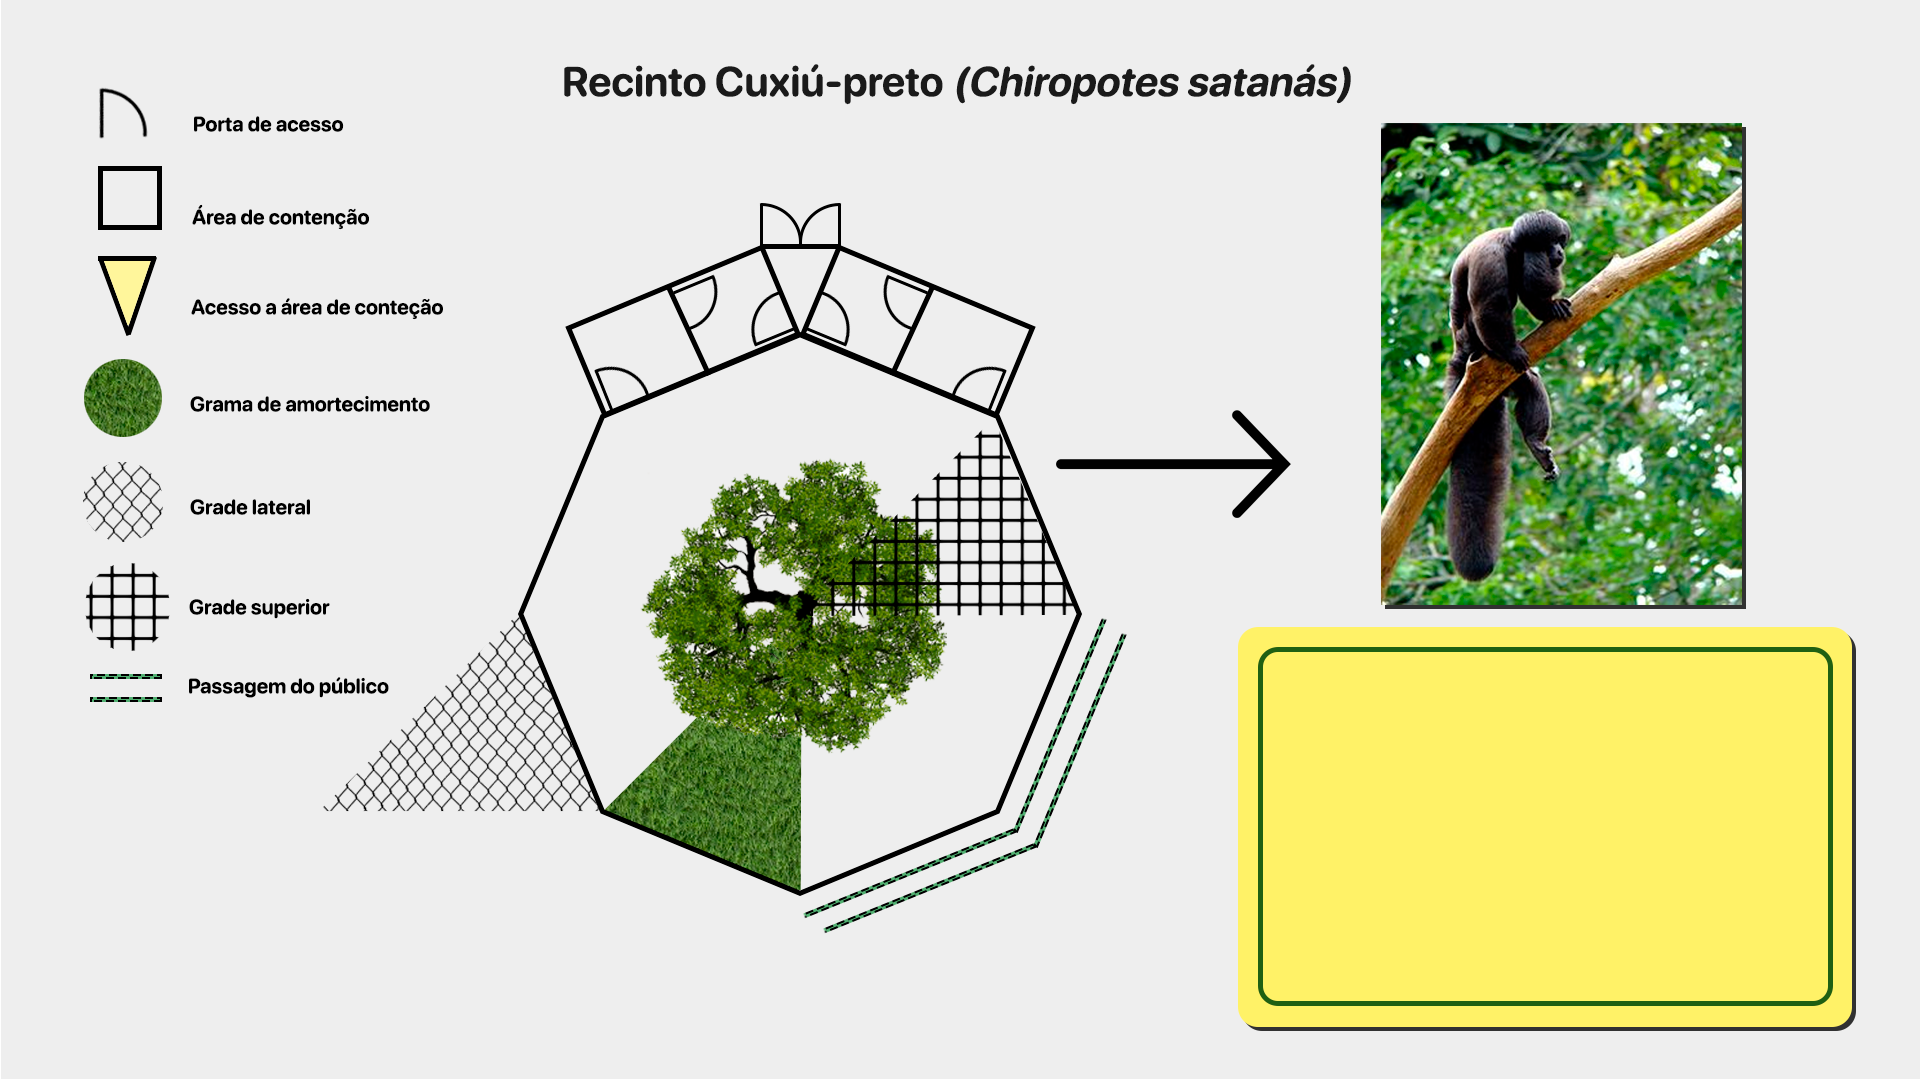 Recinto Cuxiú-preto (Chiropotes satanás)
Porta de acesso
Área de contenção
Acesso a área de conteção
Grama de amortecimento
Grade lateral
Grade superior
Passagem do público